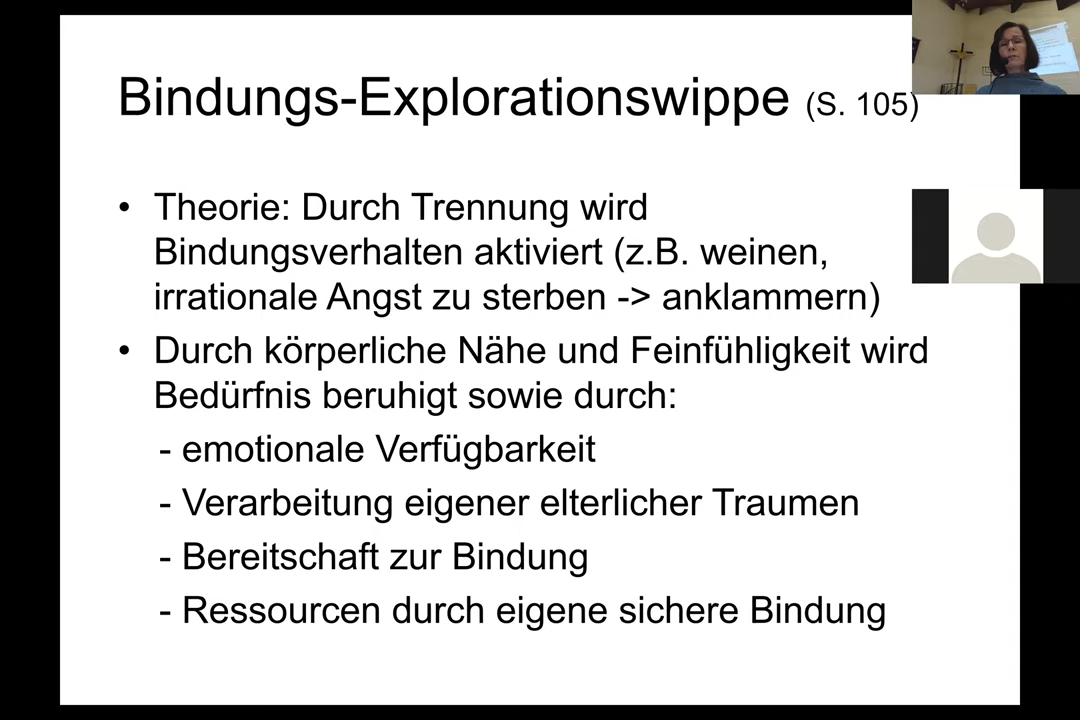 Bindungs-Explorationswippe (S. 105)
• Theorie: Durch Trennung wird
Bindungsverhalten aktiviert (z.B. weinen,
irrationale Angst zu sterben -> anklammern)
• Durch körperliche Nähe und Feinfühligkeit wird
Bedürfnis beruhigt sowie durch:
- emotionale Verfügbarkeit
- Verarbeitung eigener elterlicher Traumen
- Bereitschaft zur Bindung
- Ressourcen durch eigene sichere Bindung